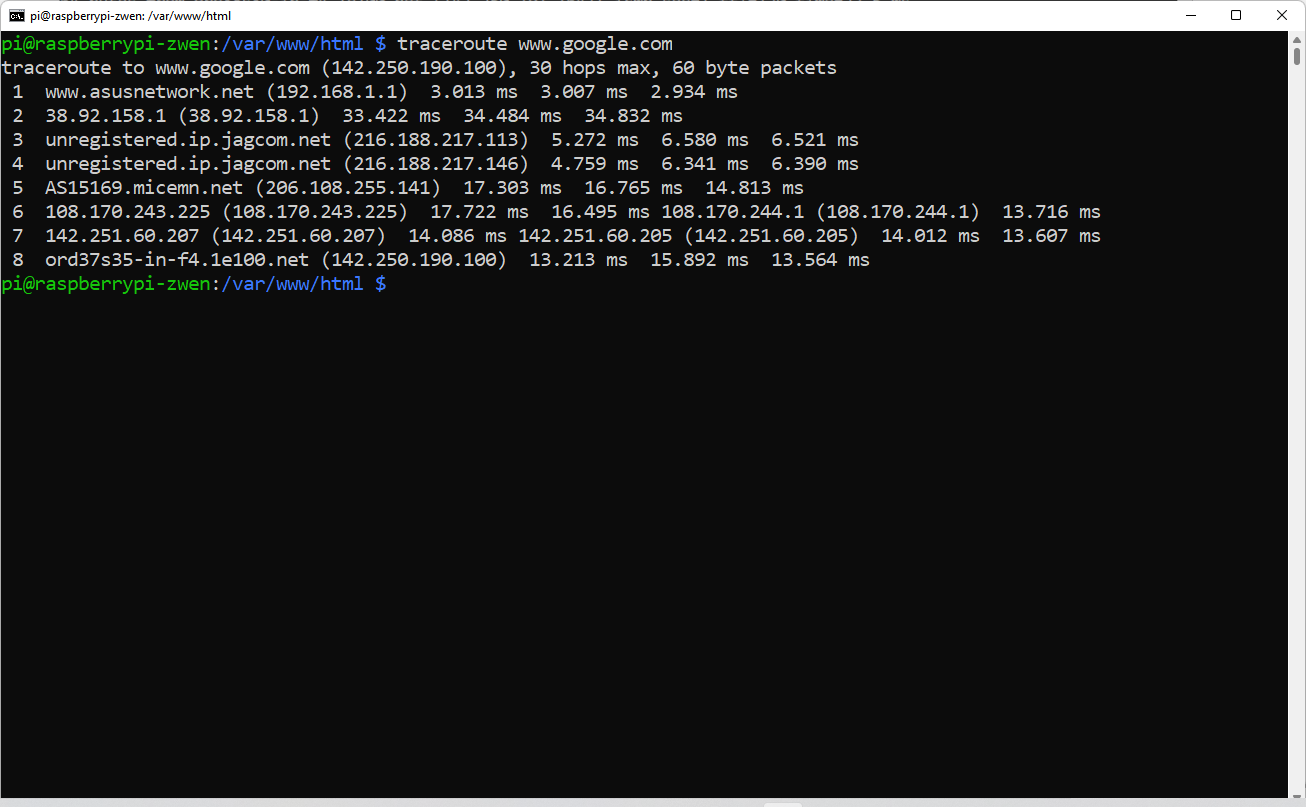 pi@raspberrypi-zwen: /var/www/html
pi@raspberrypi-zwen:/var/www/html $ traceroute www.google.com
traceroute to www.google.com (142.250.190.100), 30 hops max, 60 byte packets
 1  www.asusnetwork.net (192.168.1.1)  3.013 ms  3.007 ms  2.934 ms
 2  38.92.158.1 (38.92.158.1)  33.422 ms  34.484 ms  34.832 ms
 3  unregistered.ip.jagcom.net (216.188.217.113)  5.272 ms  6.580 ms  6.521 ms
 4  unregistered.ip.jagcom.net (216.188.217.146)  4.759 ms  6.341 ms  6.390 ms
 5  AS15169.micemn.net (206.108.255.141)  17.303 ms  16.765 ms  14.813 ms
 6  108.170.243.225 (108.170.243.225)  17.722 ms  16.495 ms 108.170.244.1 (108.170.244.1)  13.716 ms
 7  142.251.60.207 (142.251.60.207)  14.086 ms 142.251.60.205 (142.251.60.205)  14.012 ms  13.607 ms
 8  ord37s35-in-f4.1e100.net (142.250.190.100)  13.213 ms  15.892 ms  13.564 ms
pi@raspberrypi-zwen:/var/www/html $